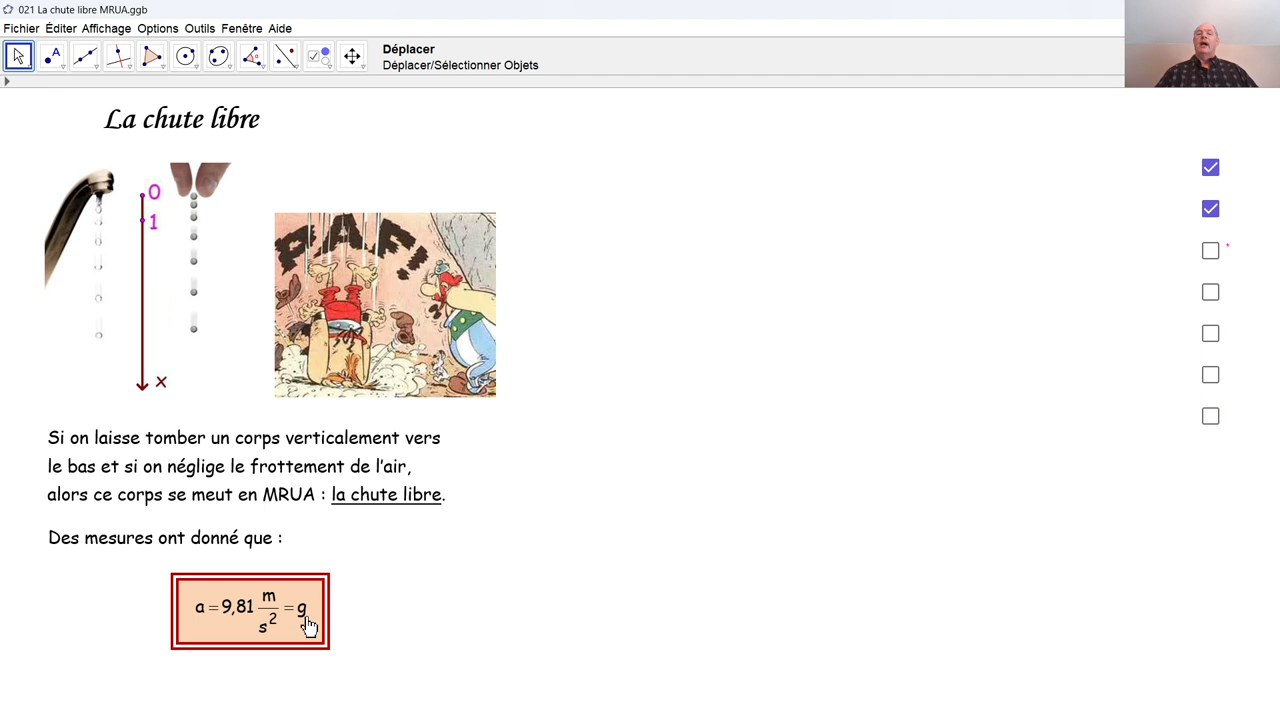 021 La chute libre MRUA.ggb
Fichier Éditer Affichage Options Outils Fenêtre Aide
A
Déplacer
Déplacer/Sélectionner Objets
La chute libre
0
1
x
PAF!
Si on laisse tomber un corps verticalement vers
le bas et si on néglige le frottement de l'air,
alors ce corps se meut en MRUA : la chute libre.
Des mesures ont donné que :
a = 9,81 m/s² = g